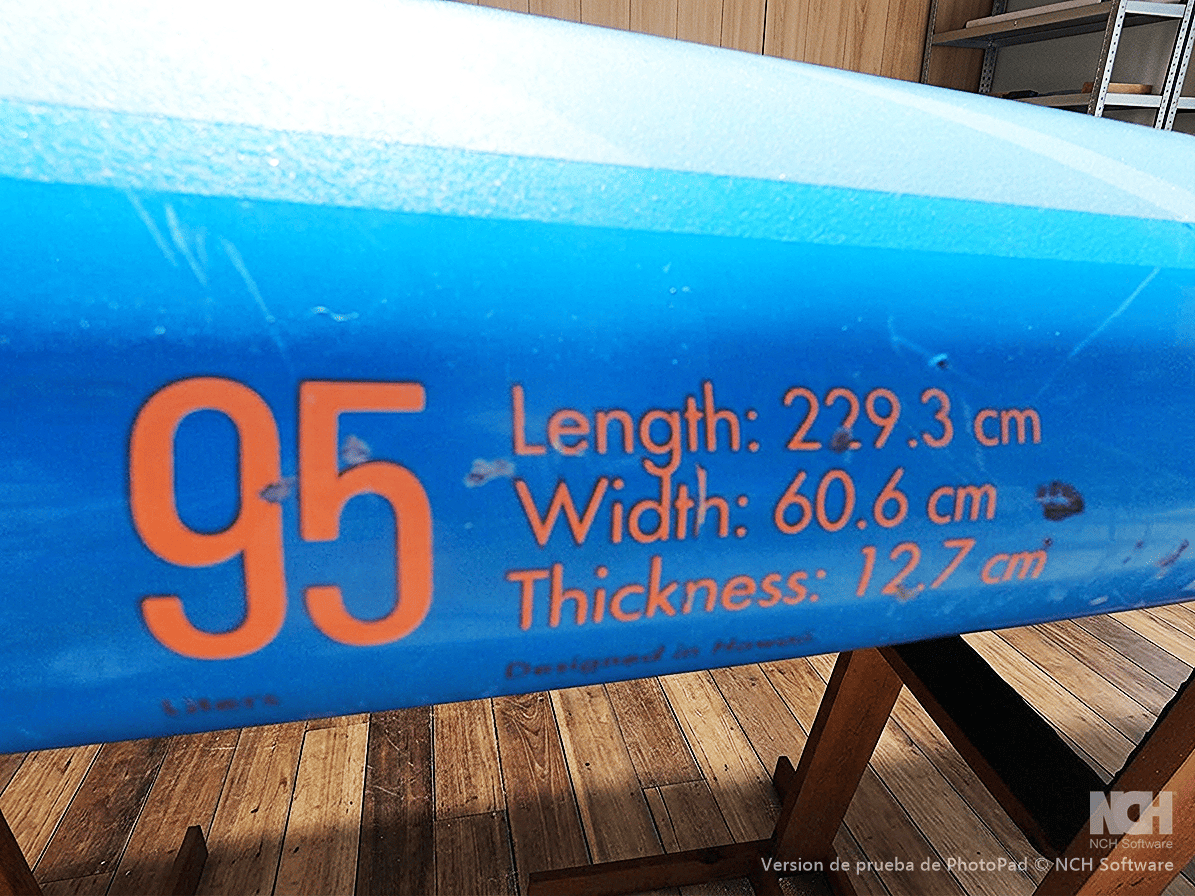 95
Length: 229.3 cm
Width: 60.6 cm
Thickness: 12.7 cm
Designed in Hawaii
Liters
NCH
NCH Software
Version de prueba de PhotoPad © NCH Software